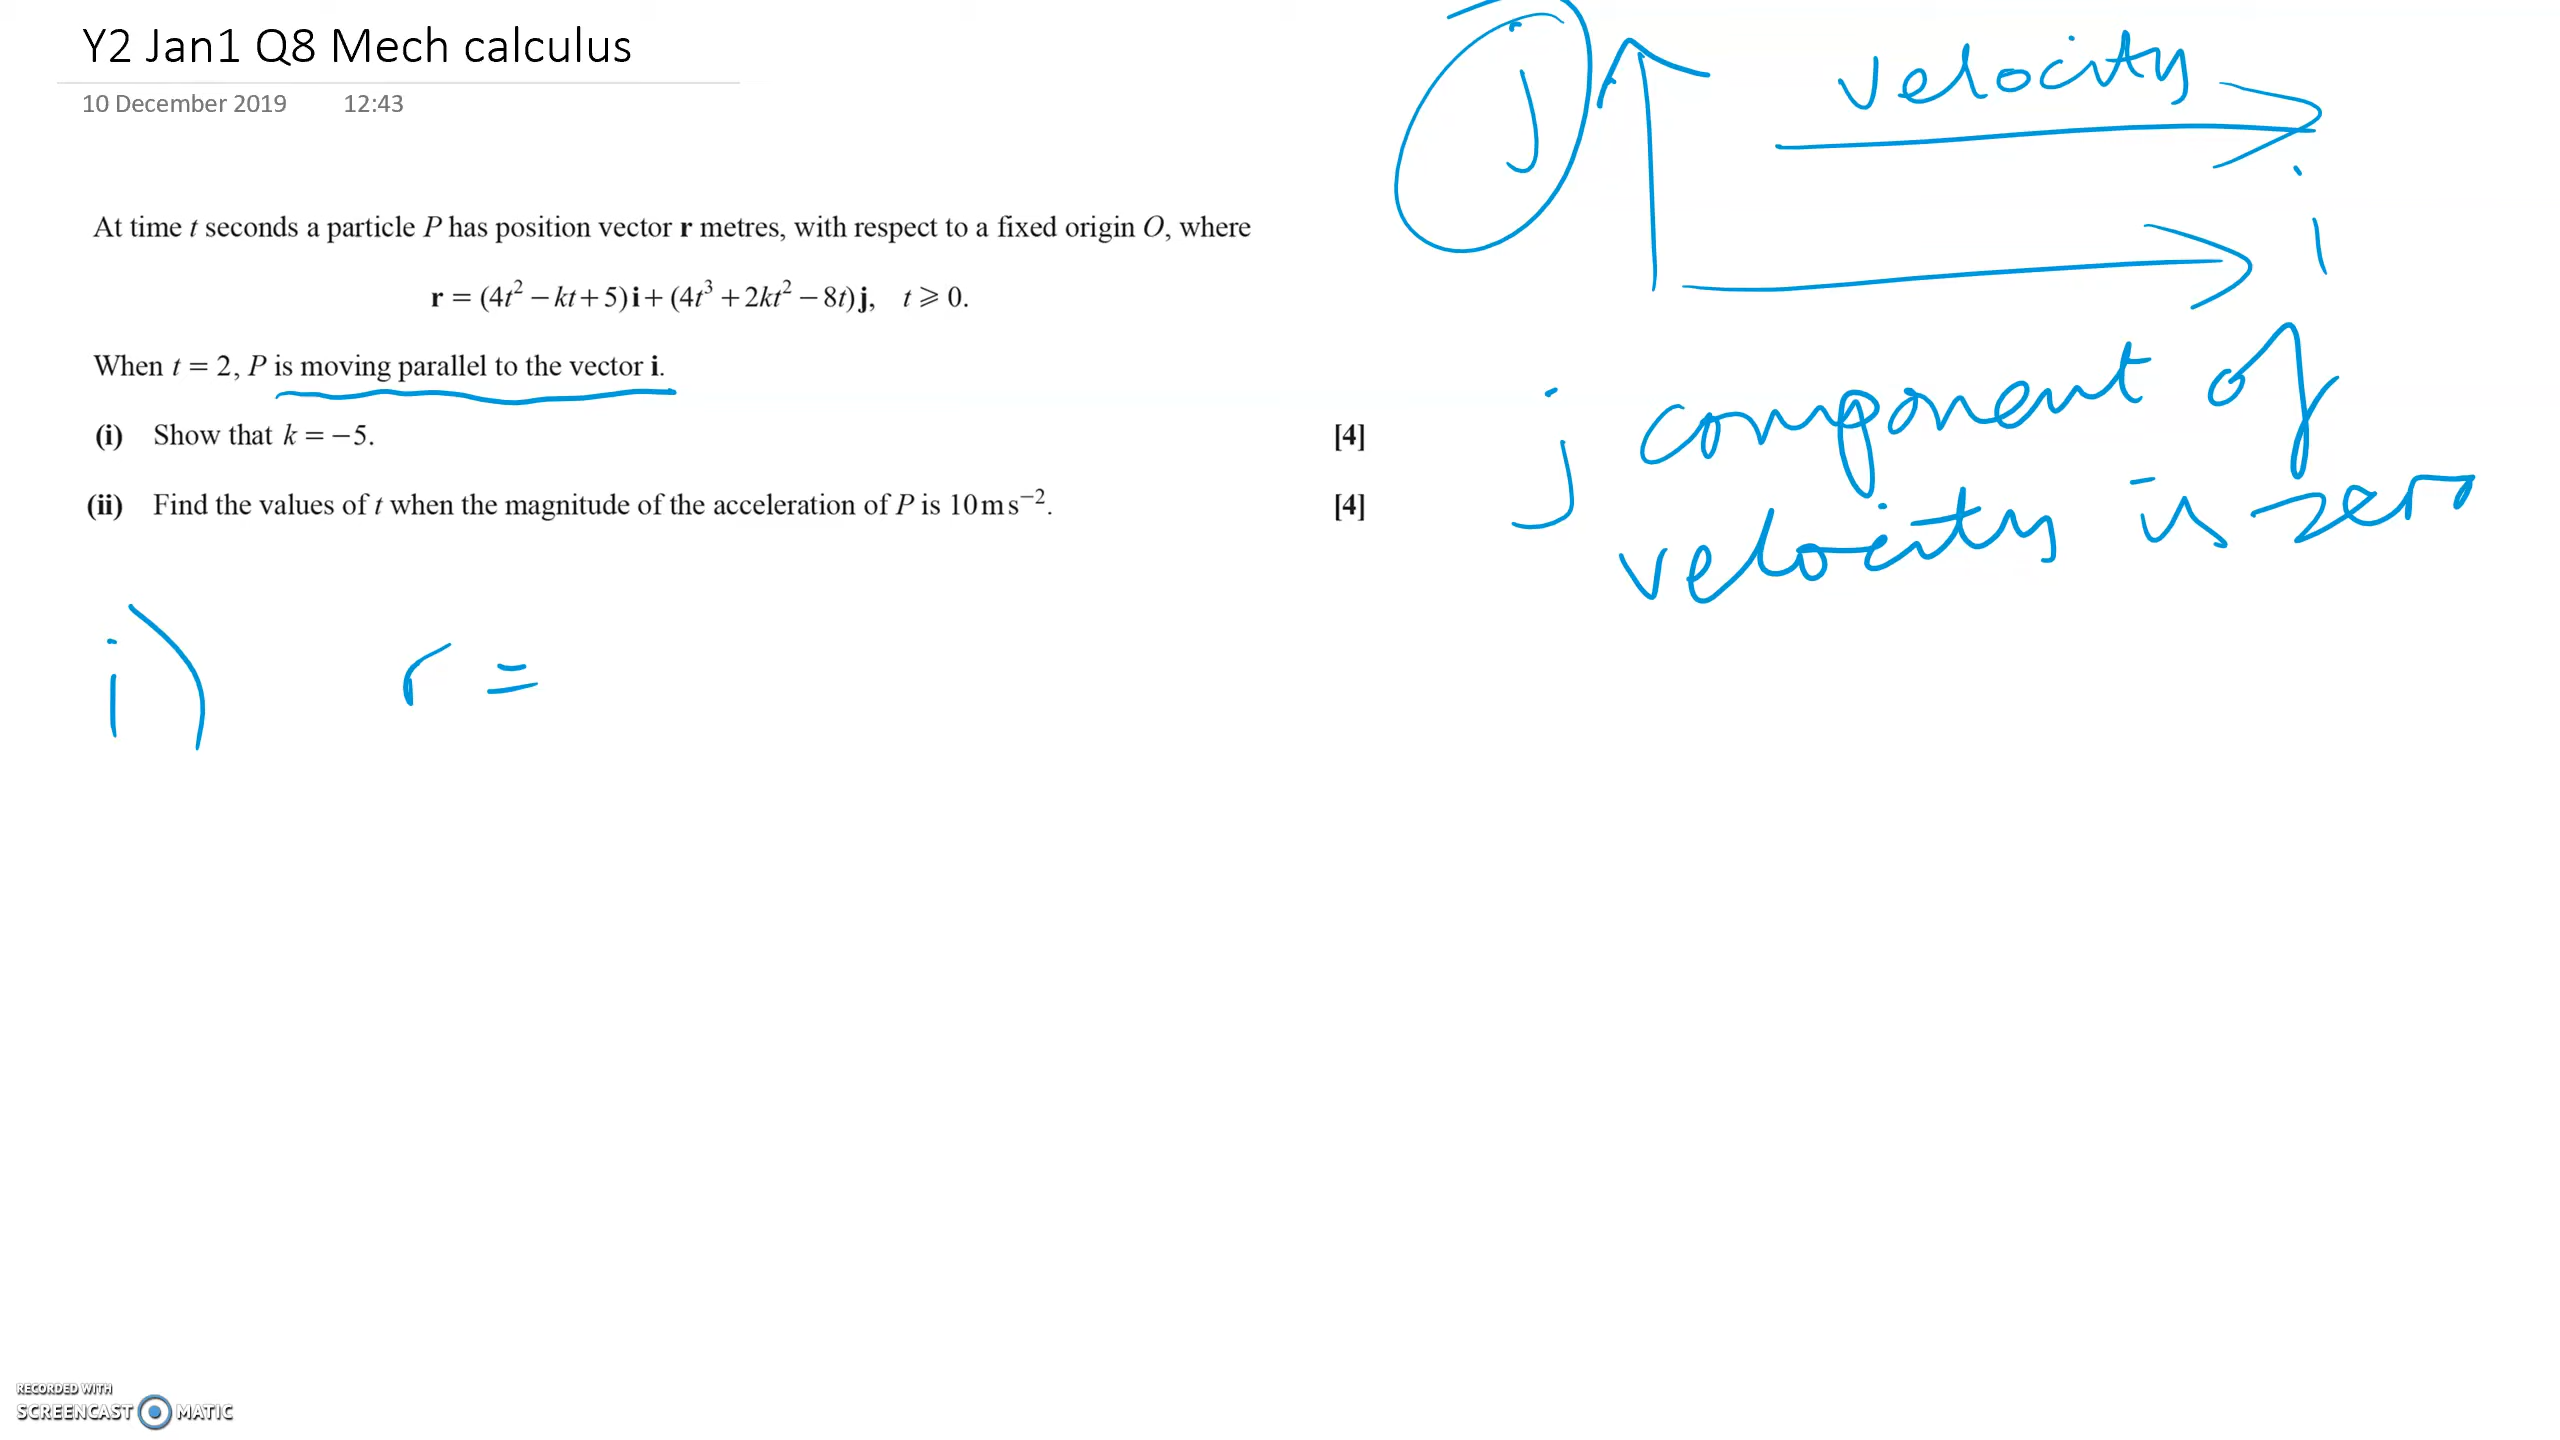 Y2 Jan1 Q8 Mech calculus
10 December 2019 12:43
At time t seconds a particle P has position vector r metres, with respect to a fixed origin O, where
r = (4t² − kt + 5)i + (4t³ + 2kt² − 8t)j, t ⩾ 0.
When t = 2, P is moving parallel to the vector i.
(i) Show that k = −5. [4]
(ii) Find the values of t when the magnitude of the acceleration of P is 10 m s⁻². [4]
j
velocity
i
j component of
velocity is zero
i) r =
RECORDED WITH
SCREENCAST MATIC